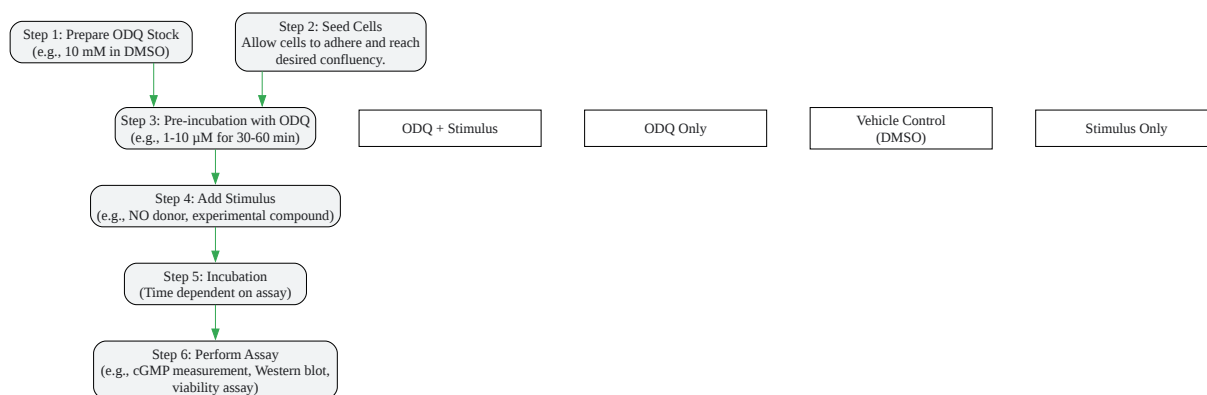 Step 1: Prepare ODQ Stock
(e.g., 10 mM in DMSO)
Step 2: Seed Cells
Allow cells to adhere and reach
desired confluency.
Step 3: Pre-incubation with ODQ
(e.g., 1-10 µM for 30-60 min)
ODQ + Stimulus
ODQ Only
Vehicle Control
(DMSO)
Stimulus Only
Step 4: Add Stimulus
(e.g., NO donor, experimental compound)
Step 5: Incubation
(Time dependent on assay)
Step 6: Perform Assay
(e.g., cGMP measurement, Western blot,
viability assay)